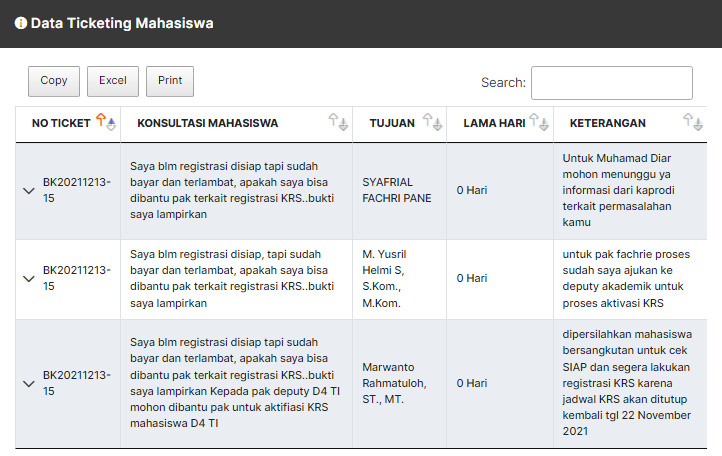 Data Ticketing Mahasiswa
Copy
Excel
Print
Search:
NO TICKET
KONSULTASI MAHASISWA
TUJUAN
LAMA HARI
KETERANGAN
BK20211213-
15
Saya blm registrasi disiap tapi sudah
bayar dan terlambat, apakah saya bisa
dibantu pak terkait registrasi KRS..bukti
saya lampirkan
SYAFRIAL
FACHRI PANE
0 Hari
Untuk Muhamad Diar
mohon menunggu ya
informasi dari kaprodi
terkait permasalahan
kamu
BK20211213-
15
Saya blm registrasi disiap, tapi sudah
bayar dan terlambat, apakah saya bisa
dibantu pak terkait registrasi KRS..bukti
saya lampirkan
M. Yusril
Helmi S,
S.Kom.,
M.Kom.
0 Hari
untuk pak fachrie proses
sudah saya ajukan ke
deputy akademik untuk
proses aktivasi KRS
BK20211213-
15
Saya blm registrasi disiap tapi sudah
bayar dan terlambat, apakah saya bisa
dibantu pak terkait registrasi KRS..bukti
saya lampirkan Kepada pak deputy D4 TI
mohon dibantu pak untuk aktifiasi KRS
mahasiswa D4 TI
Marwanto
Rahmatuloh,
ST., MT.
0 Hari
dipersilahkan mahasiswa
bersangkutan untuk cek
SIAP dan segera lakukan
registrasi KRS karena
jadwal KRS akan ditutup
kembali tgl 22 November
2021